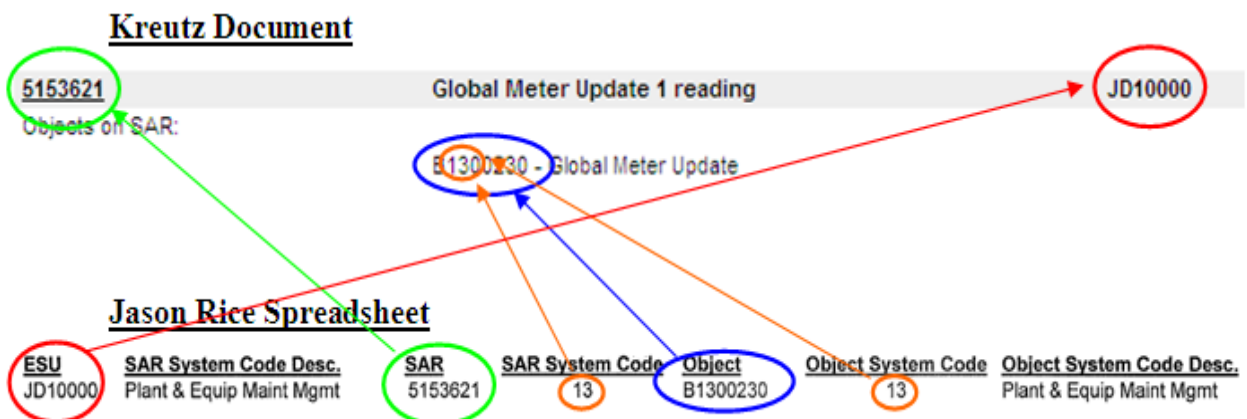 Kreutz Document
5153621 Global Meter Update 1 reading JD10000
Objects on SAR:
B1300230 - Global Meter Update
Jason Rice Spreadsheet
ESU SAR System Code Desc. SAR SAR System Code Object Object System Code Object System Code Desc.
JD10000 Plant & Equip Maint Mgmt 5153621 13 B1300230 13 Plant & Equip Maint Mgmt